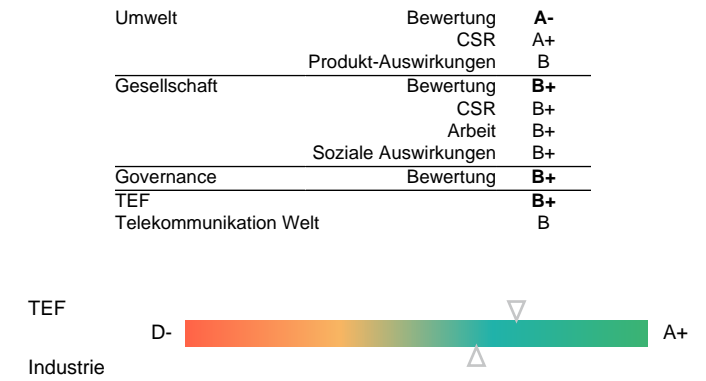 Umwelt Bewertung A-
CSR A+
Produkt-Auswirkungen B
Gesellschaft Bewertung B+
CSR B+
Arbeit B+
Soziale Auswirkungen B+
Governance Bewertung B+
TEF B+
Telekommunikation Welt B
TEF
D- A+
Industrie